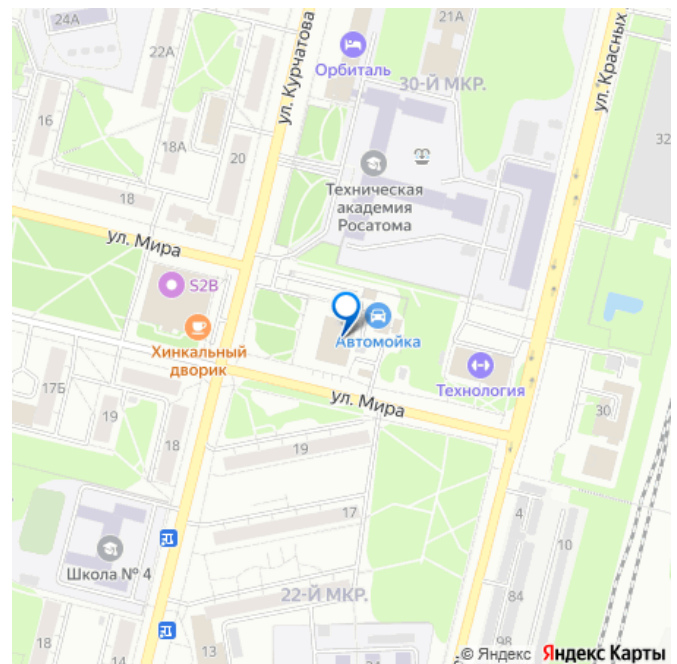 24А
22А
ул. Курчатова
Орбиталь
21А
30-Й МКР.
ул. Красных
32
16
18А
20
18
Техническая
академия
Росатома
ул. Мира
S2B
Хинкальный
дворик
Автомойка
Технология
17Б
19
18
ул. Мира
30
19
17
4
10
Школа № 4
22-Й МКР.
84
98
18
13
© Яндекс Яндекс Карты